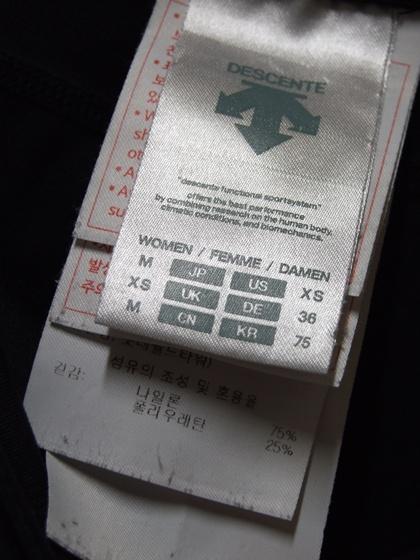 DESCENTE
"descente functional sportsystem"
offers the best performance
by combining research on the human body,
climatic conditions, and biomechanics.
WOMEN / FEMME / DAMEN
M JP US XS
XS UK DE 36
M CN KR 75
겉감:
섬유의 조성 및 혼용율
나일론 75%
폴리우레탄 25%